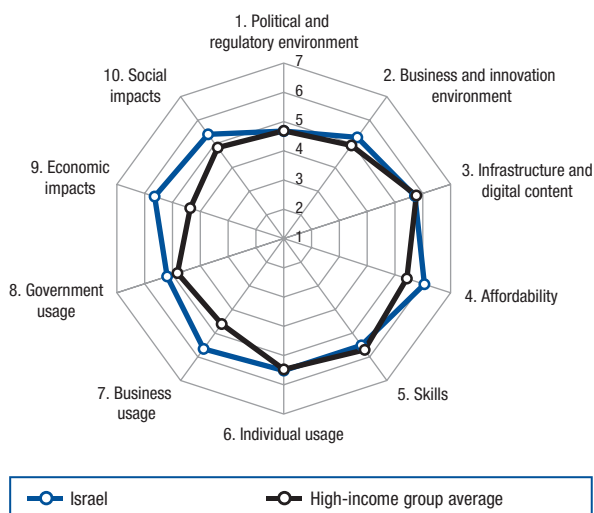 1. Political and
regulatory environment
2. Business and innovation
environment
3. Infrastructure and
digital content
4. Affordability
5. Skills
6. Individual usage
7. Business
usage
8. Government
usage
9. Economic
impacts
10. Social
impacts
7
6
5
4
3
2
1
Israel
High-income group average